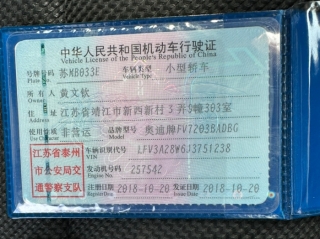 中华人民共和国机动车行驶证
Vehicle License of the People's Republic of China
号牌号码 苏MB033E 车辆类型 小型轿车
Plate No. Vehicle Type
所有人 黄文钦
Owner
住址 江苏省靖江市新西新村3弄5幢303室
Address
使用性质 非营运 品牌型号 奥迪牌FV7203BADBG
Use Character Model
江苏省泰州
市公安局交
通警察支队
车辆识别代号 LFV3A28W6J3751238
VIN
发动机号码 257542
Engine No.
注册日期 2018-10-20 发证日期 2018-10-20
Register Date Issue Date